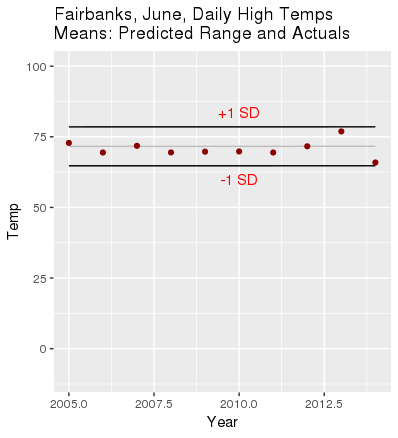 Fairbanks, June, Daily High Temps
Means: Predicted Range and Actuals
100
+1 SD
75
-1 SD
50
Temp
25
0
2005.0 2007.5 2010.0 2012.5
Year